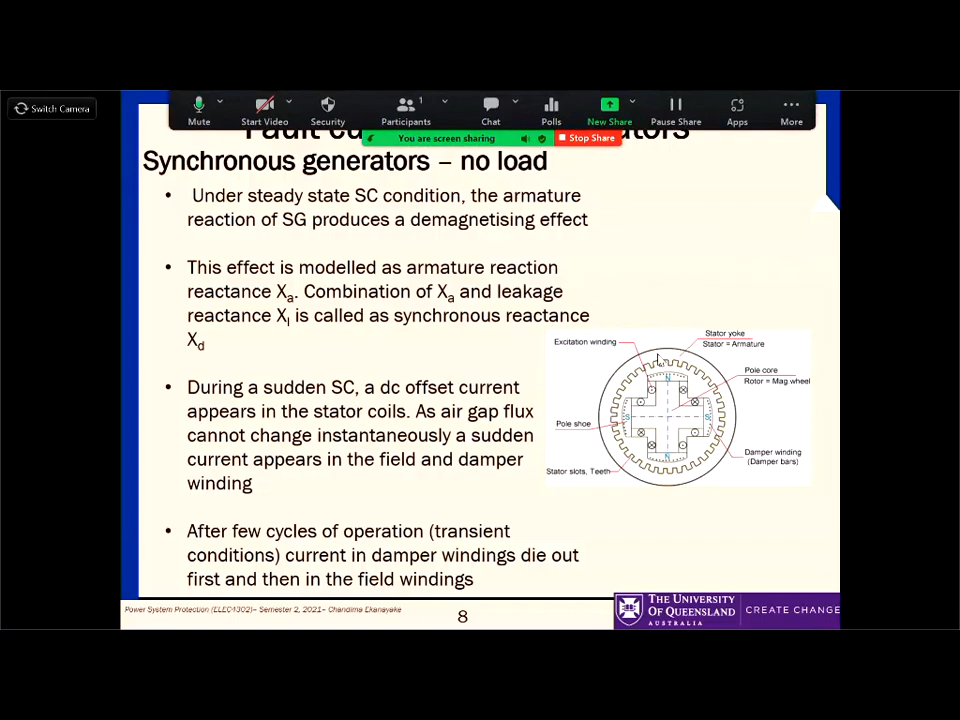 Switch Camera
Mute
Start Video
Security
1
Participants
Chat
Polls
New Share
Pause Share
Apps
More
You are screen sharing
Stop Share
Synchronous generators – no load
• Under steady state SC condition, the armature
reaction of SG produces a demagnetising effect
• This effect is modelled as armature reaction
reactance Xa. Combination of Xa and leakage
reactance Xl is called as synchronous reactance
Xd
• During a sudden SC, a dc offset current
appears in the stator coils. As air gap flux
cannot change instantaneously a sudden
current appears in the field and damper
winding
• After few cycles of operation (transient
conditions) current in damper windings die out
first and then in the field windings
Excitation winding
Stator yoke
Stator = Armature
Pole core
Rotor = Mag wheel
Pole shoe
Damper winding
(Damper bars)
Stator slots, Teeth
N
S
S
N
Power System Protection (ELEC4302)– Semester 2, 2021– Chandima Ekanayake
8
THE UNIVERSITY
OF QUEENSLAND
AUSTRALIA
CREATE CHANGE